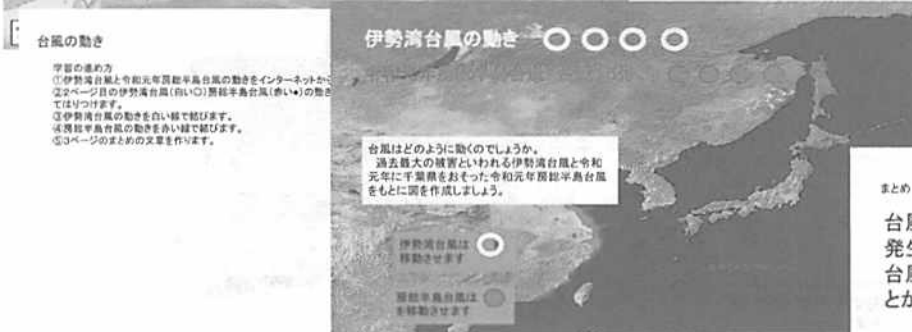 台風の動き
学習の進め方
①伊勢湾台風と令和元年房総半島台風の動きをインターネットから
②2ページ目の伊勢湾台風(白い○)房総半島台風(赤い●)の動き
てはりつけます。
③伊勢湾台風の動きを白い線で結びます。
④房総半島台風の動きを赤い線で結びます。
⑤3ページのまとめの文章を作ります。
伊勢湾台風の動き
台風はどのように動くのでしょうか。
過去最大の被害といわれる伊勢湾台風と令和
元年に千葉県をおそった令和元年房総半島台風
をもとに図を作成しましょう。
伊勢湾台風は
移動させます
房総半島台風は
を移動させます
まとめ
台風
発生
台風
とか